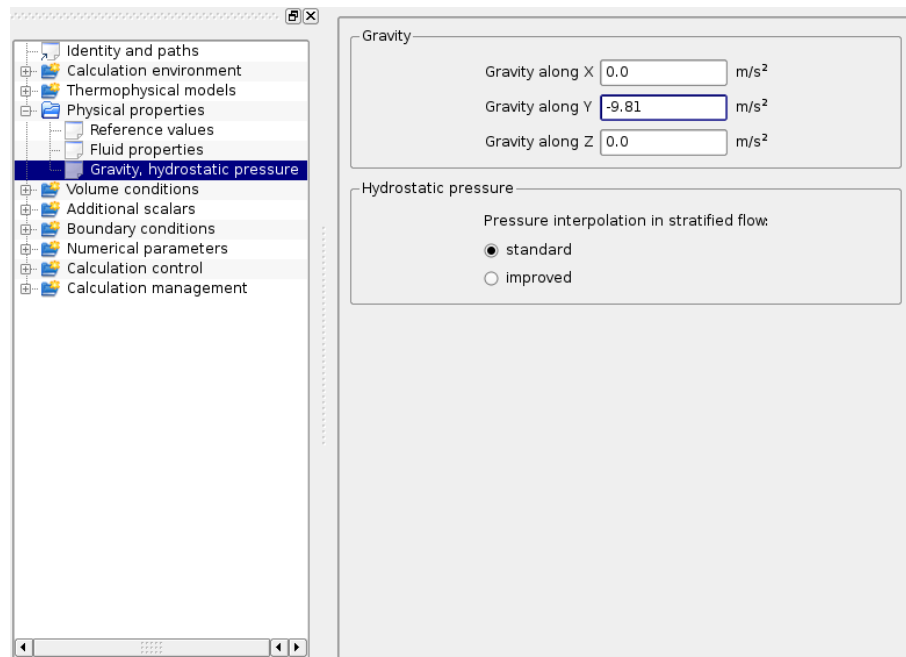 Identity and paths
Calculation environment
Thermophysical models
Physical properties
Reference values
Fluid properties
Gravity, hydrostatic pressure
Volume conditions
Additional scalars
Boundary conditions
Numerical parameters
Calculation control
Calculation management
Gravity
Gravity along X 0.0 m/s²
Gravity along Y -9.81 m/s²
Gravity along Z 0.0 m/s²
Hydrostatic pressure
Pressure interpolation in stratified flow:
standard
improved